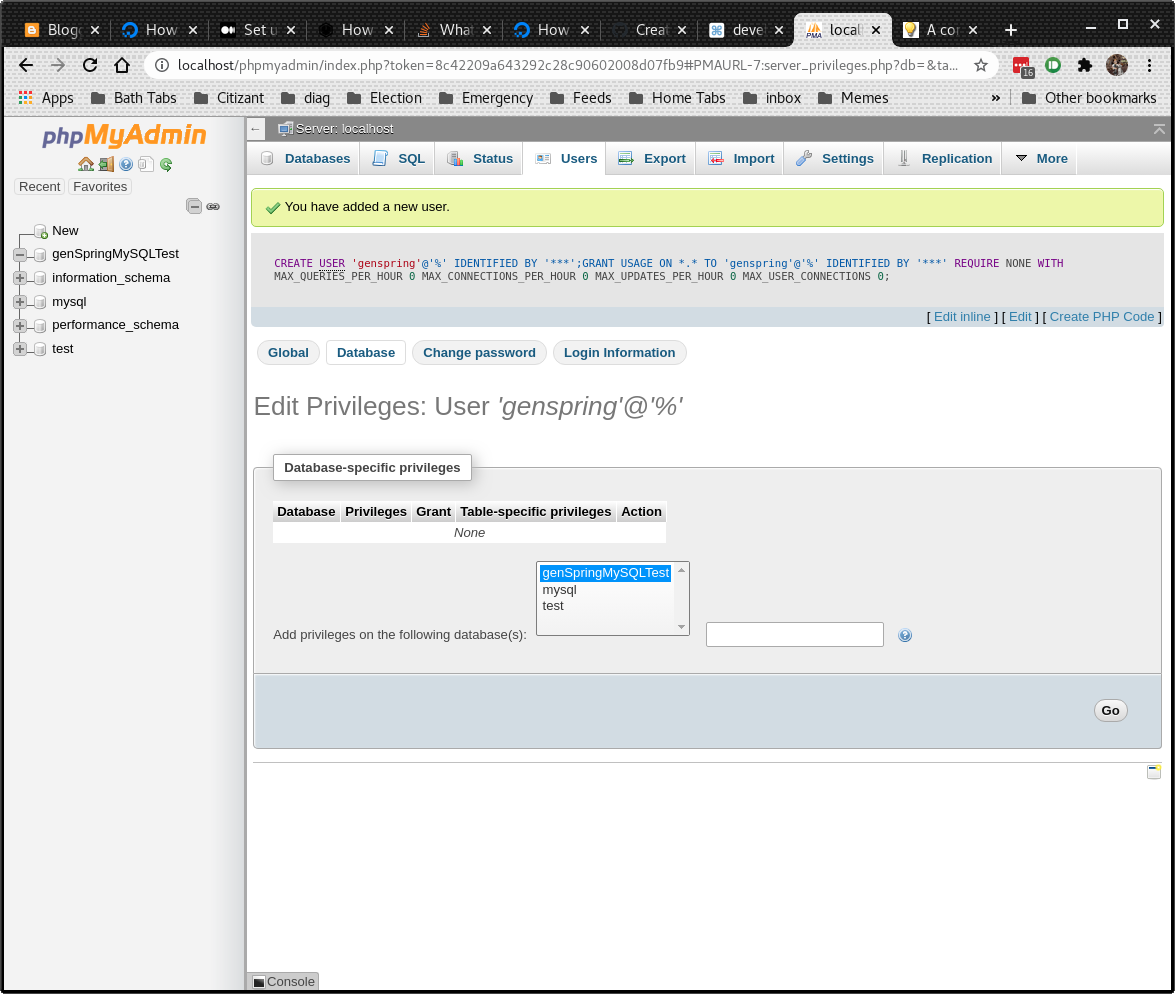 Blog How Set u How Wha How Creat deve local A cor
localhost/phpmyadmin/index.php?token=8c42209a643292c28c90602008d07fb9#PMAURL-7:server_privileges.php?db=&ta...
16
Apps Bath Tabs Citizant diag Election Emergency Feeds Home Tabs inbox Memes » Other bookmarks
phpMyAdmin
Recent Favorites
New
genSpringMySQLTest
information_schema
mysql
performance_schema
test
Server: localhost
Databases SQL Status Users Export Import Settings Replication More
You have added a new user.
CREATE USER 'genspring'@'%' IDENTIFIED BY '***';GRANT USAGE ON *.* TO 'genspring'@'%' IDENTIFIED BY '***' REQUIRE NONE WITH
MAX_QUERIES_PER_HOUR 0 MAX_CONNECTIONS_PER_HOUR 0 MAX_UPDATES_PER_HOUR 0 MAX_USER_CONNECTIONS 0;
[ Edit inline ] [ Edit ] [ Create PHP Code ]
Global Database Change password Login Information
Edit Privileges: User 'genspring'@'%'
Database-specific privileges
Database Privileges Grant Table-specific privileges Action
None
genSpringMySQLTest
mysql
test
Add privileges on the following database(s):
Go
Console